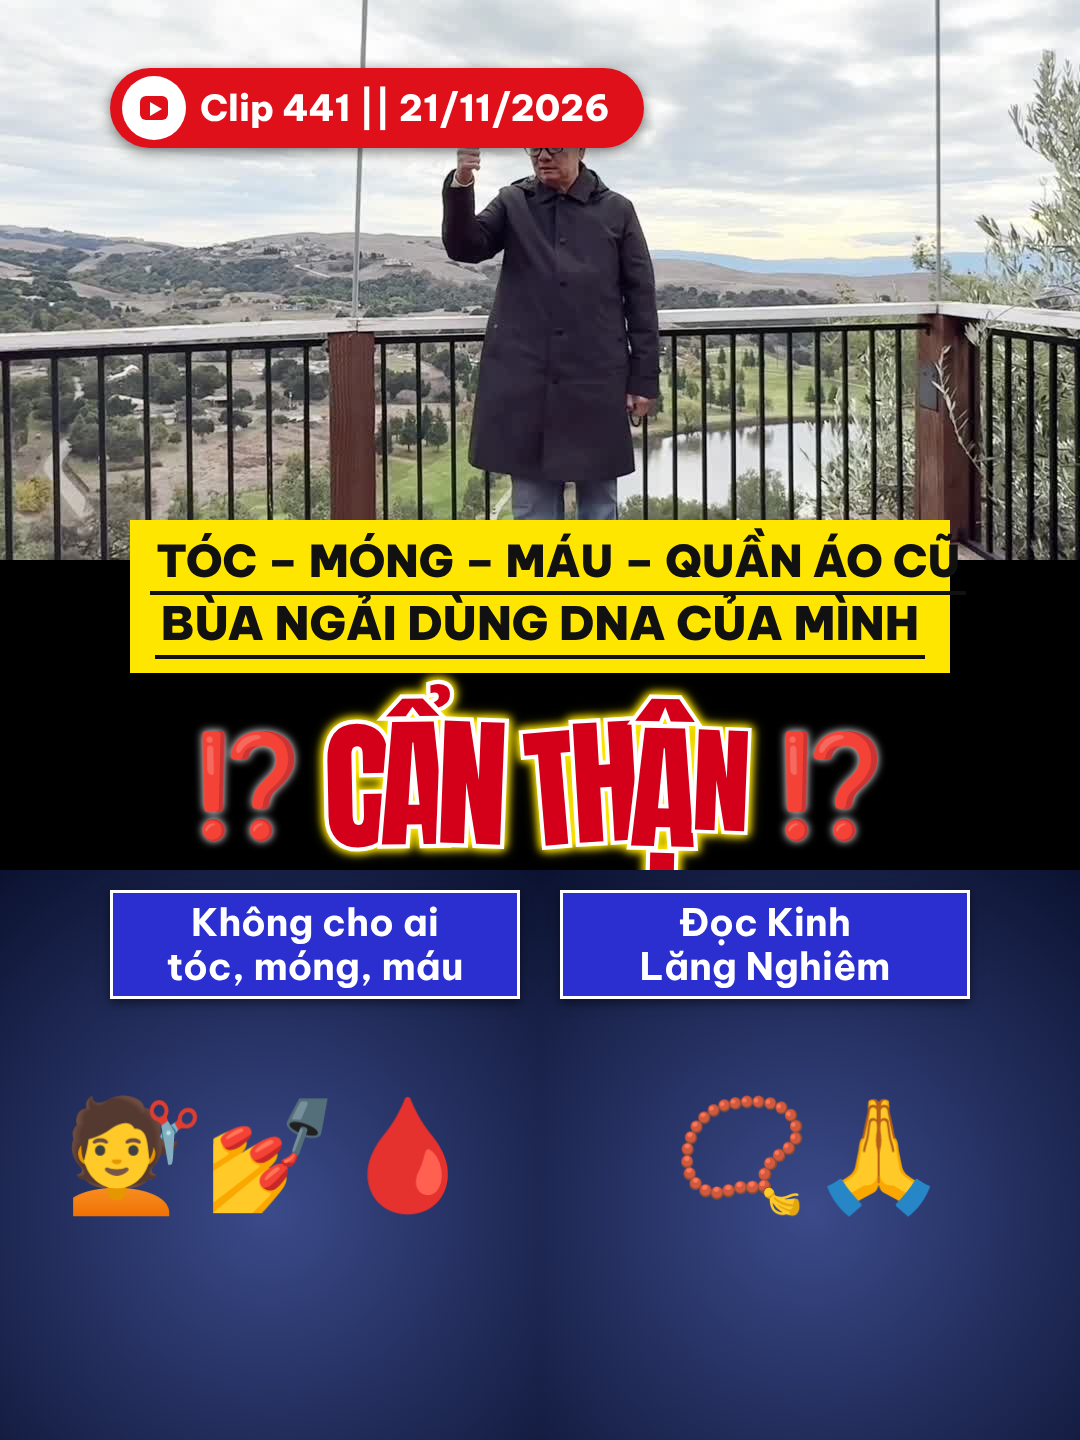 Clip 441 || 21/11/2026
TÓC – MÓNG – MÁU – QUẦN ÁO CŨ
BÙA NGẢI DÙNG DNA CỦA MÌNH
⁉ CẨN THẬN ⁉
Không cho ai
tóc, móng, máu
Đọc Kinh
Lăng Nghiêm